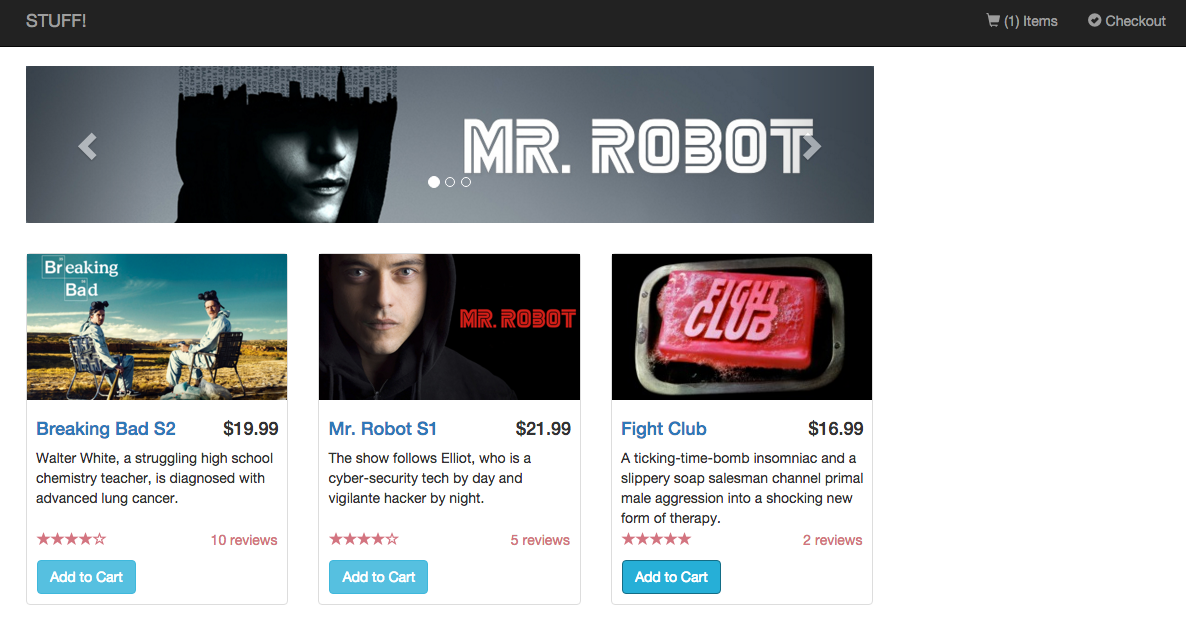 STUFF!
(1) Items
Checkout
MR. ROBOT
Breaking
Bad
MR. ROBOT
FIGHT
CLUB
Breaking Bad S2 $19.99
Walter White, a struggling high school
chemistry teacher, is diagnosed with
advanced lung cancer.
10 reviews
Add to Cart
Mr. Robot S1 $21.99
The show follows Elliot, who is a
cyber-security tech by day and
vigilante hacker by night.
5 reviews
Add to Cart
Fight Club $16.99
A ticking-time-bomb insomniac and a
slippery soap salesman channel primal
male aggression into a shocking new
form of therapy.
2 reviews
Add to Cart